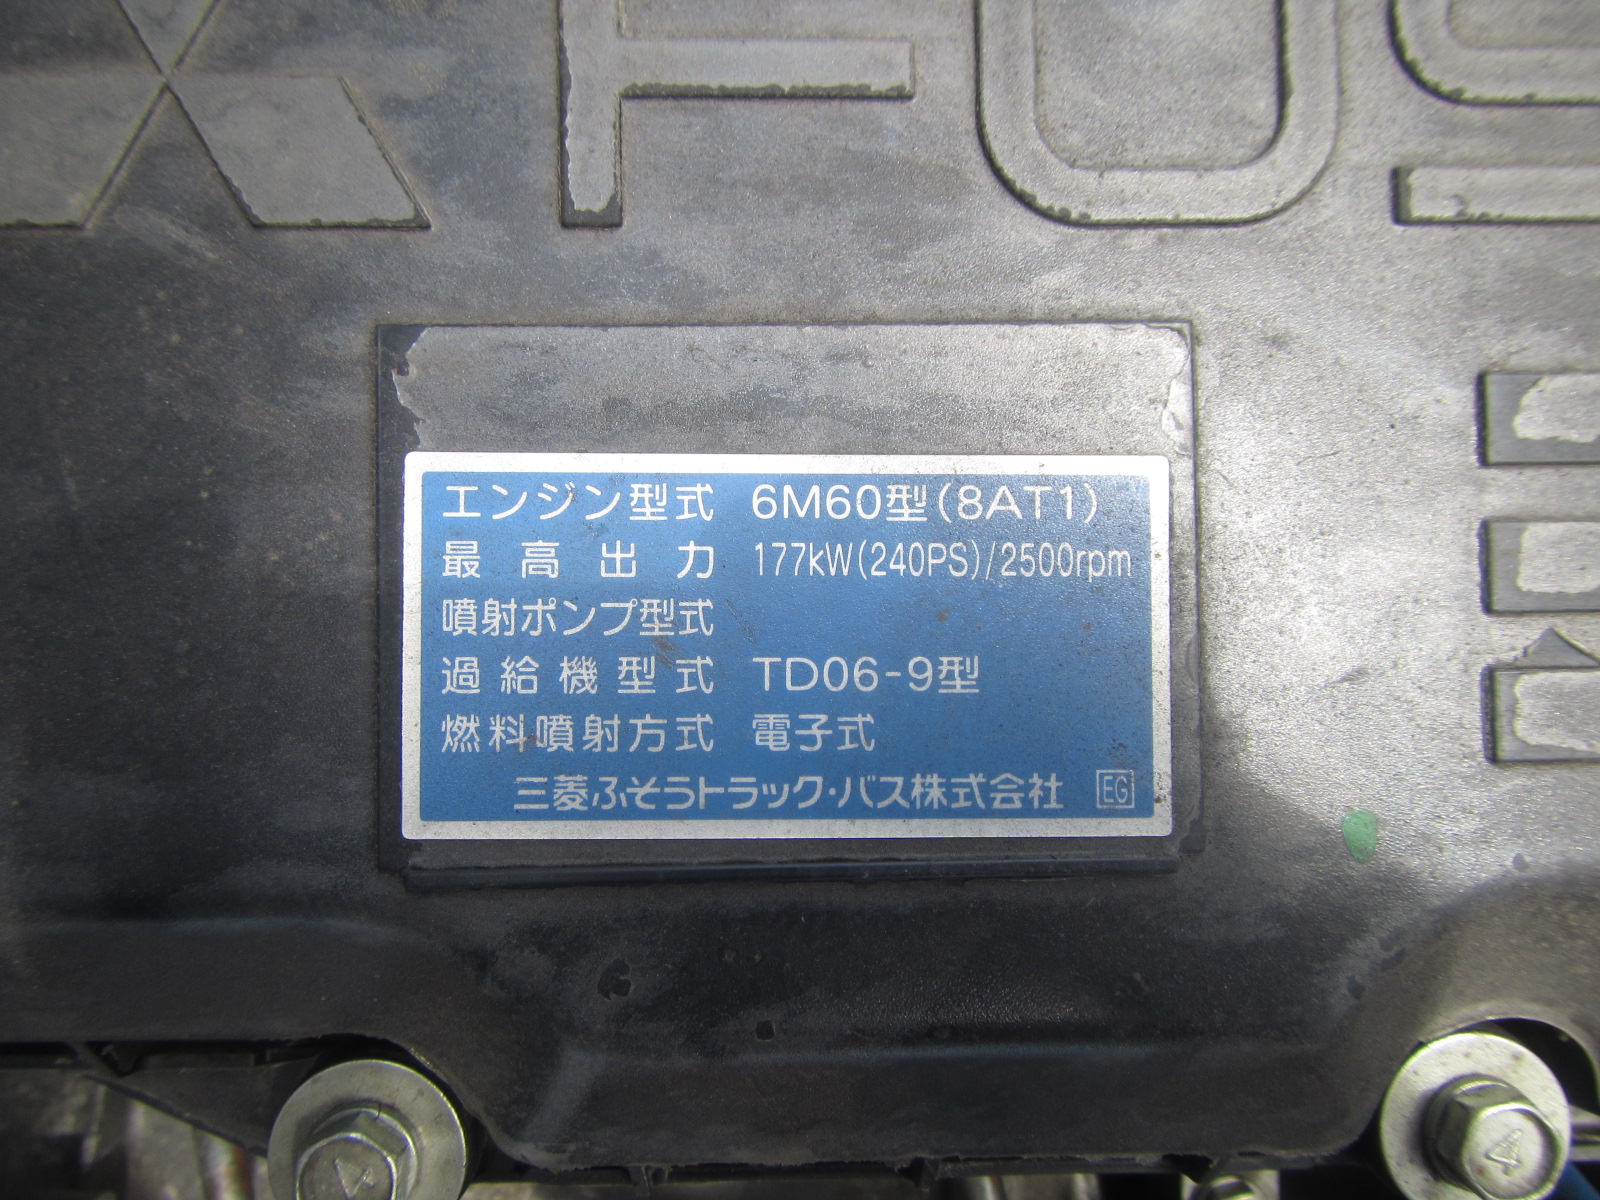 FUS
エンジン型式 6M60型(8AT1)
最高出力 177kW(240PS)/2500rpm
噴射ポンプ型式
過給機型式 TD06-9型
燃料噴射方式 電子式
三菱ふそうトラック・バス株式会社 EG